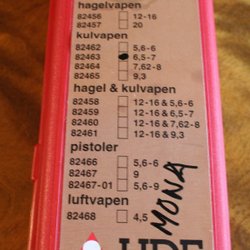 hagelvapen
82456 12-16
82457 20
kulvapen
82462 5,6-6
82463 6,5-7
82464 7,62-8
82465 9,3
hagel & kulvapen
82458 12-16 & 5,6-6
82459 12-16 & 6,5-7
82460 12-16 & 7,62-8
82461 12-16 & 9,3
pistoler
82466 5,6-6
82467 9
82467-01 5,6-9
luftvapen
82468 4,5
MONA